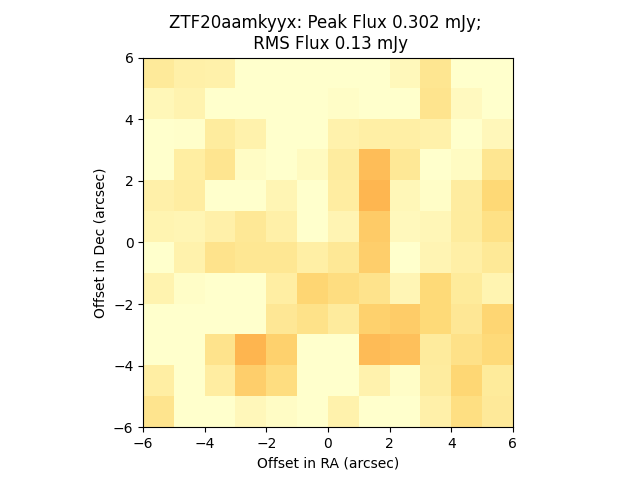 ZTF20aamkyyx: Peak Flux 0.302 mJy;
RMS Flux 0.13 mJy
6
4
2
0
−2
−4
−6
Offset in Dec (arcsec)
−6 −4 −2 0 2 4 6
Offset in RA (arcsec)